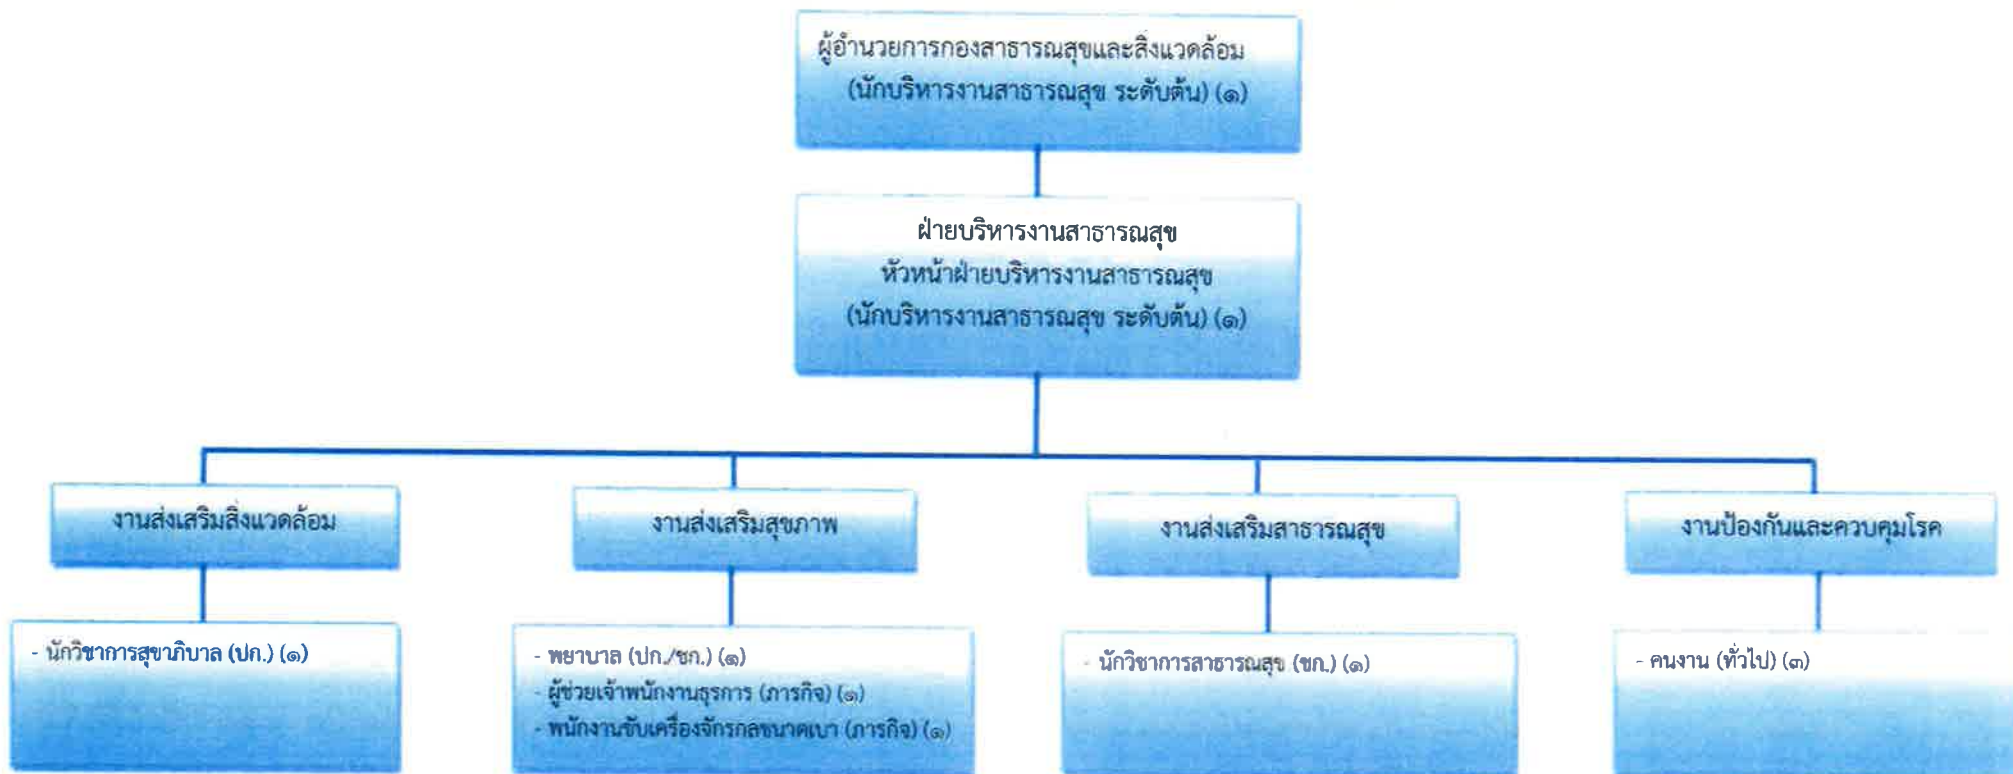 ผู้อำนวยการกองสาธารณสุขและสิ่งแวดล้อม
(นักบริหารงานสาธารณสุข ระดับต้น) (๑)
ฝ่ายบริหารงานสาธารณสุข
หัวหน้าฝ่ายบริหารงานสาธารณสุข
(นักบริหารงานสาธารณสุข ระดับต้น) (๑)
งานส่งเสริมสิ่งแวดล้อม
งานส่งเสริมสุขภาพ
งานส่งเสริมสาธารณสุข
งานป้องกันและควบคุมโรค
- นักวิชาการสุขาภิบาล (ปก.) (๑)
- พยาบาล (ปก./ชก.) (๑)
- ผู้ช่วยเจ้าพนักงานธุรการ (ภารกิจ) (๑)
- พนักงานขับเครื่องจักรกลขนาดเบา (ภารกิจ) (๑)
- นักวิชาการสาธารณสุข (ชก.) (๑)
- คนงาน (ทั่วไป) (๓)